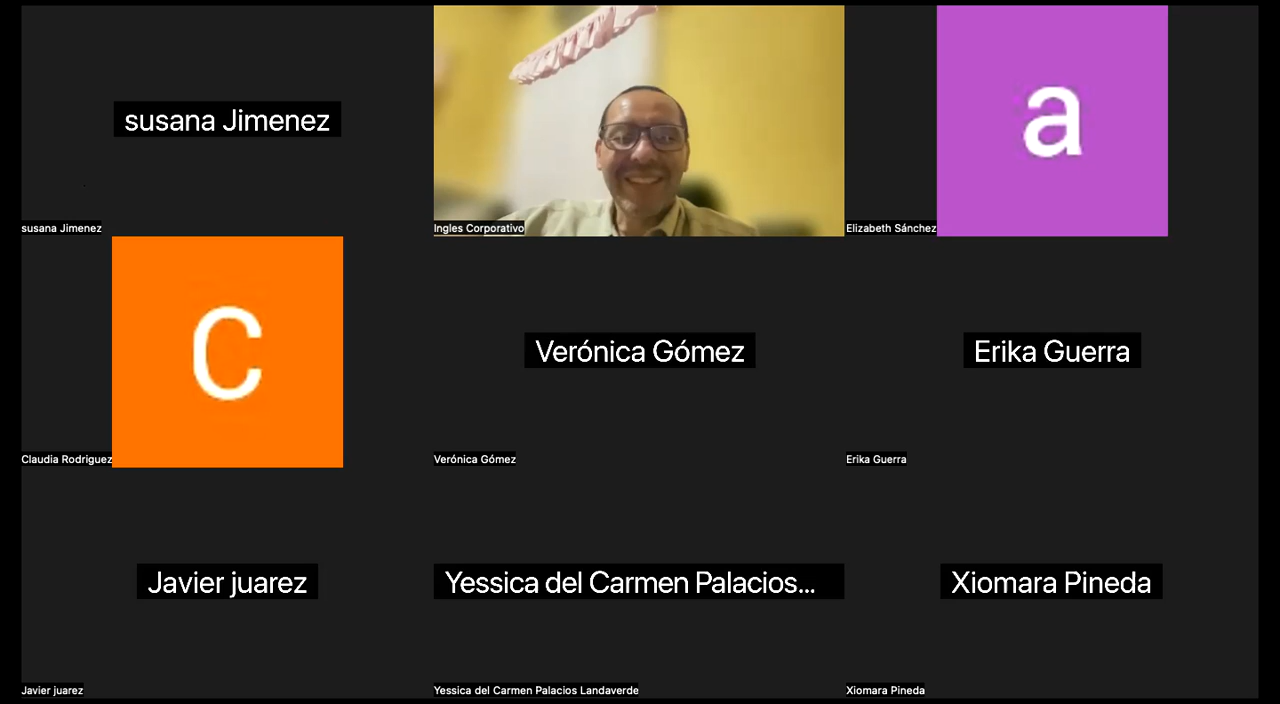 susana Jimenez
susana Jimenez
Ingles Corporativo
a
Elizabeth Sánchez
C
Claudia Rodriguez
Verónica Gómez
Verónica Gómez
Erika Guerra
Erika Guerra
Javier juarez
Javier juarez
Yessica del Carmen Palacios...
Yessica del Carmen Palacios Landaverde
Xiomara Pineda
Xiomara Pineda